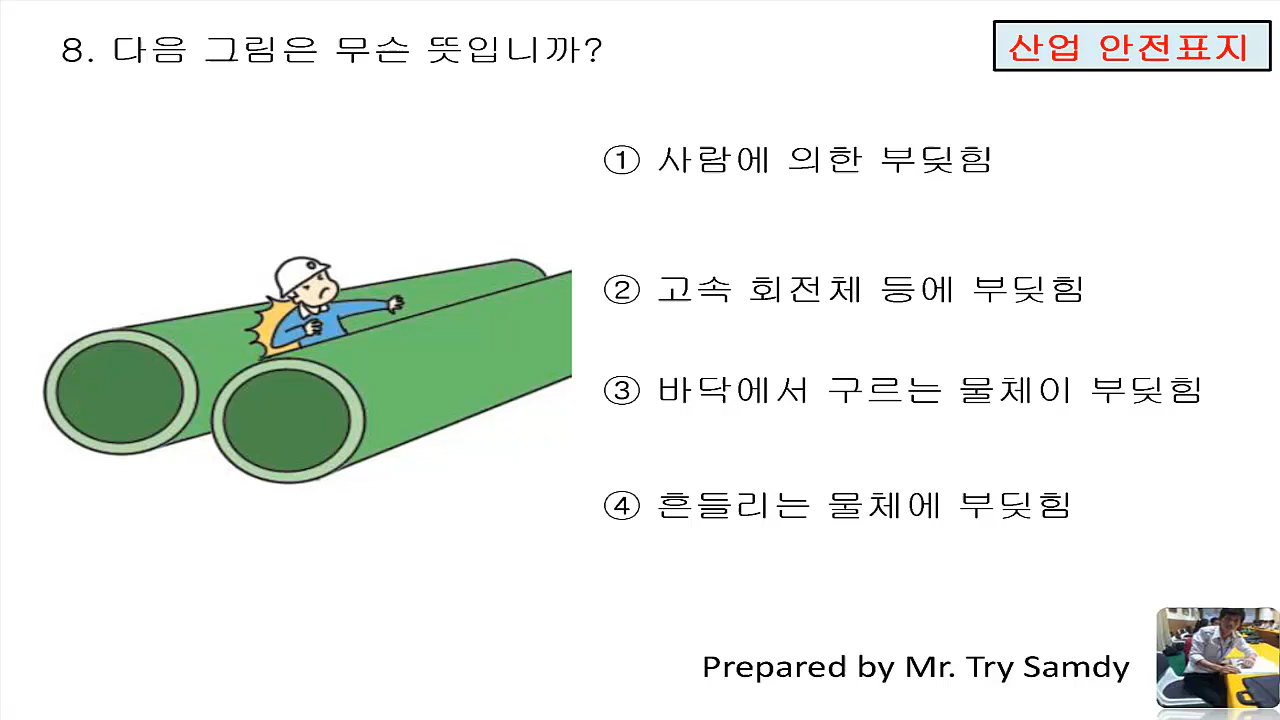 8. 다음 그림은 무슨 뜻입니까?
산업 안전표지
① 사람에 의한 부딪힘
② 고속 회전체 등에 부딪힘
③ 바닥에서 구르는 물체이 부딪힘
④ 흔들리는 물체에 부딪힘
Prepared by Mr. Try Samdy